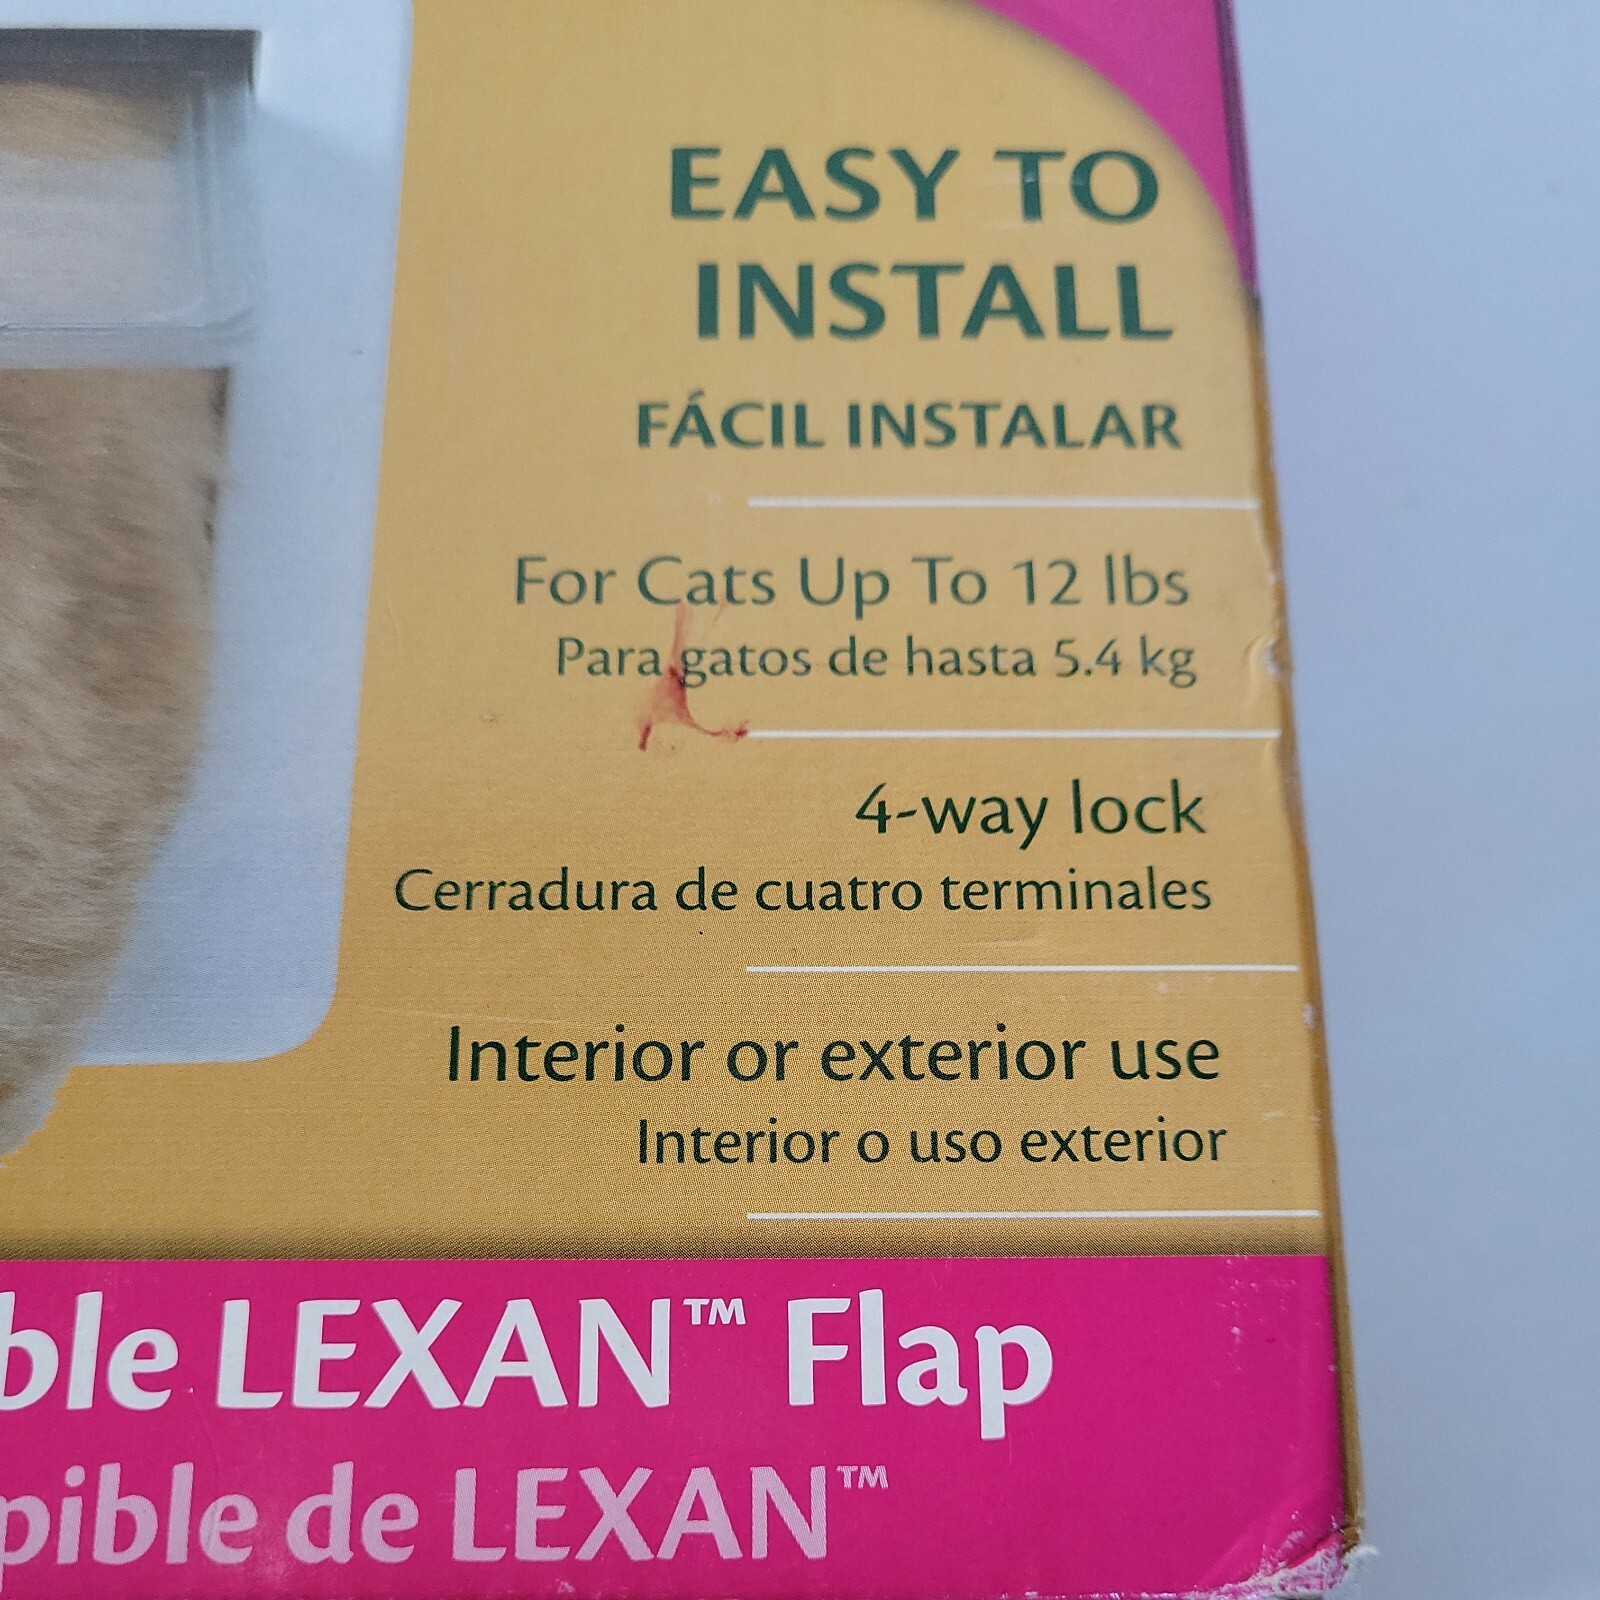 EASY TO
INSTALL
FÁCIL INSTALAR
For Cats Up To 12 lbs
Para gatos de hasta 5.4 kg
4-way lock
Cerradura de cuatro terminales
Interior or exterior use
Interior o uso exterior
ble LEXAN™ Flap
pible de LEXAN™